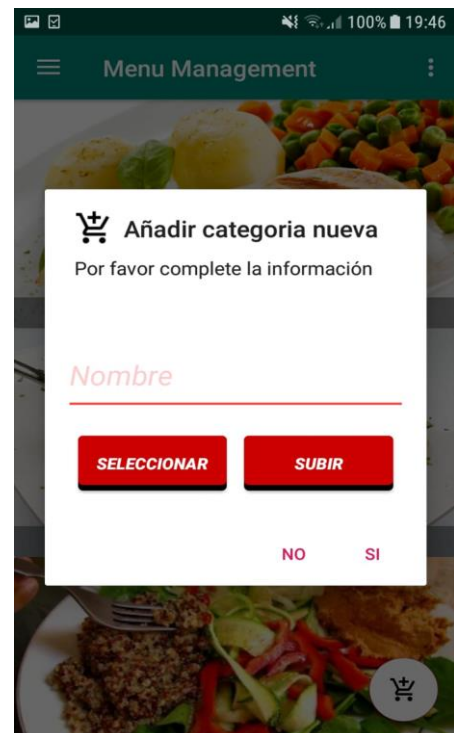 100% 19:46
Menu Management
Añadir categoria nueva
Por favor complete la información
Nombre
SELECCIONAR SUBIR
NO SI